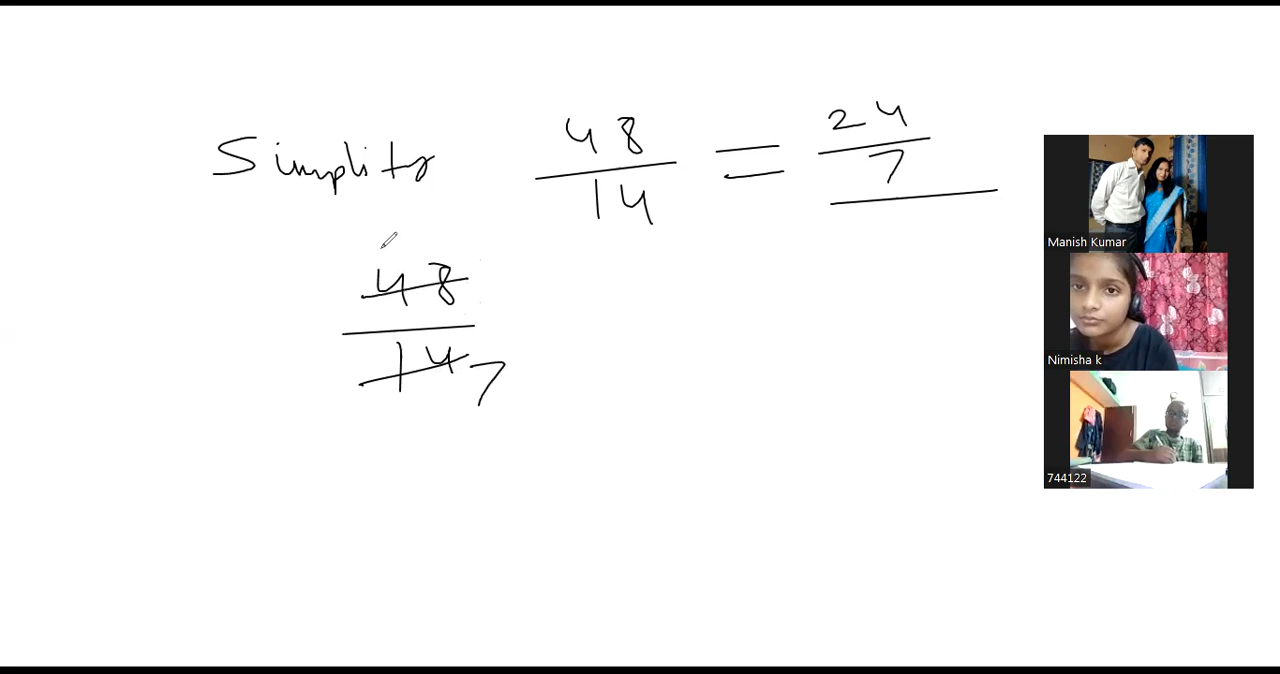 Simplify 48/14 = 24/7
48/14 7
Manish Kumar
Nimisha k
744122